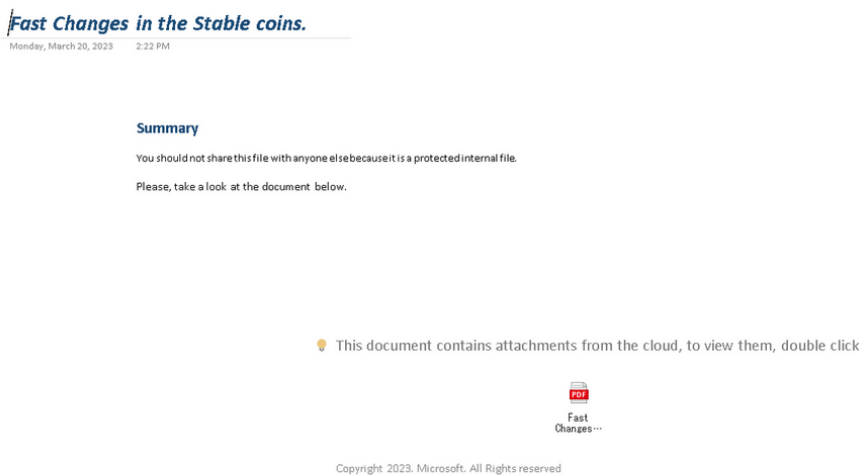 Fast Changes in the Stable coins.
Monday, March 20, 2023 2:22 PM
Summary
You should not share this file with anyone else because it is a protected internal file.
Please, take a look at the document below.
This document contains attachments from the cloud, to view them, double click
PDF
Fast
Changes...
Copyright 2023. Microsoft. All Rights reserved